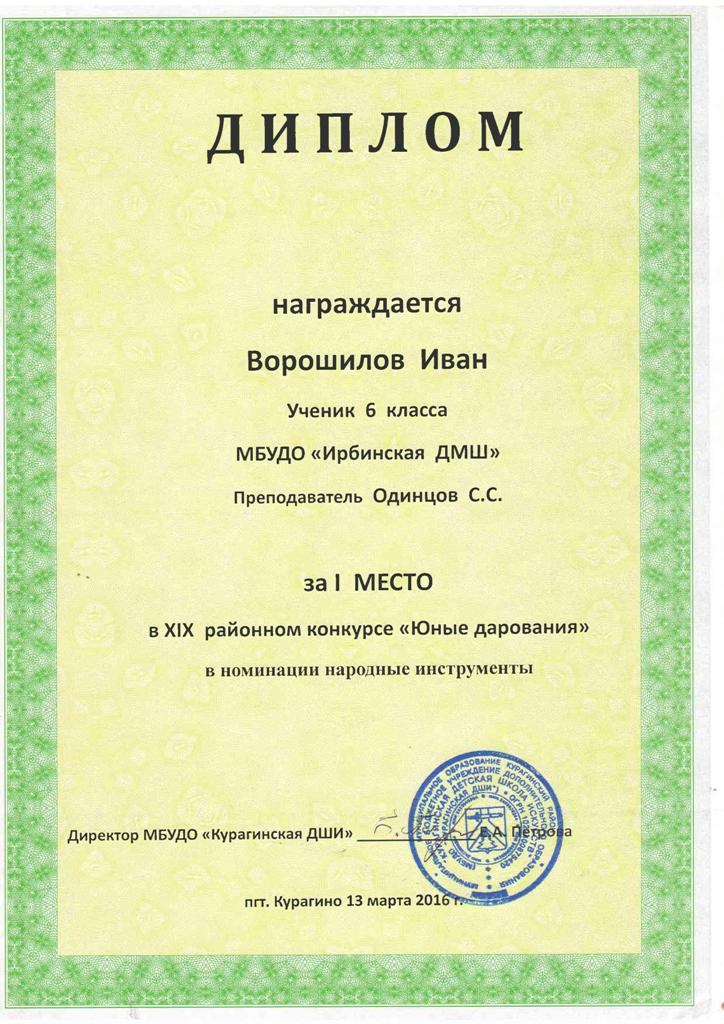 ДИПЛОМ
награждается
Ворошилов Иван
Ученик 6 класса
МБУДО «Ирбинская ДМШ»
Преподаватель Одинцов С.С.
за I МЕСТО
в XIX районном конкурсе «Юные дарования»
в номинации народные инструменты
Директор МБУДО «Курагинская ДШИ» Е.А. Петрова
пгт. Курагино 13 марта 2016 г.